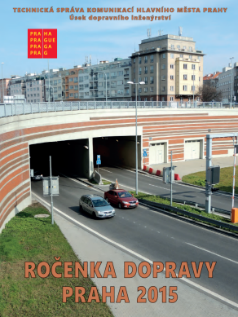 TECHNICKÁ SPRÁVA KOMUNIKACÍ HLAVNÍHO MĚSTA PRAHY
Úsek dopravního inženýrství
PRA HA
PRA GUE
PRA GA
PRA G
ROČENKA DOPRAVY
PRAHA 2015